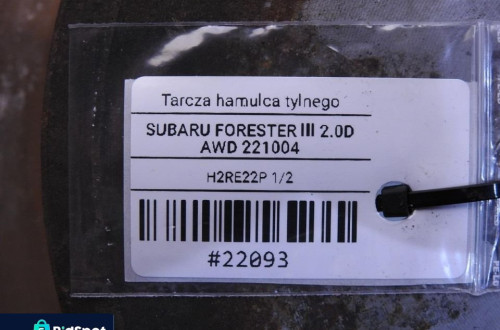 Tarcza hamulca tylnego
SUBARU FORESTER III 2.0D
AWD 221004
H2RE22P 1/2
#22093